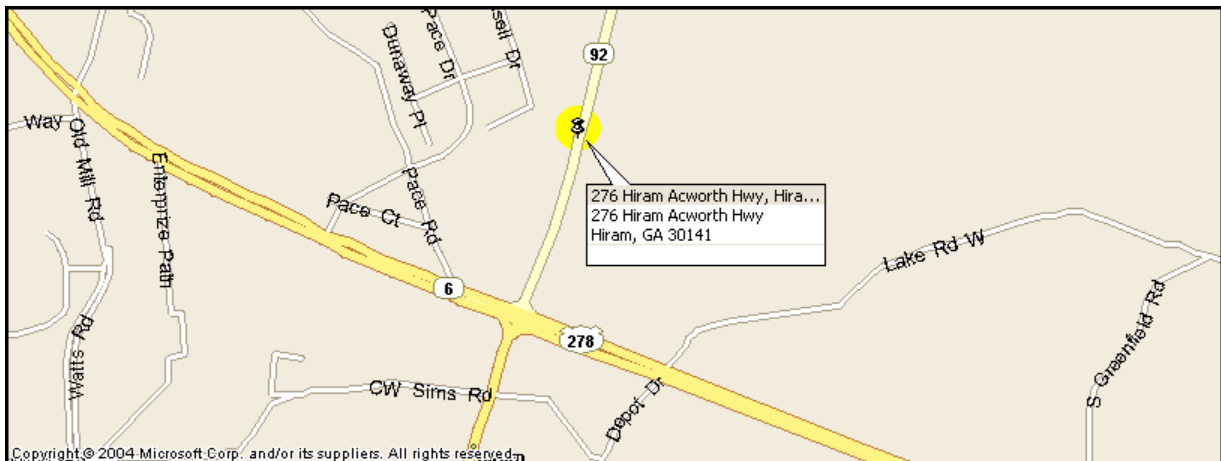 ssell Dr
Pace Dr
Dunaway Pl
92
Way
Old Mill Rd
Enterprize Path
Pace Rd
Pace Ct
276 Hiram Acworth Hwy, Hira...
276 Hiram Acworth Hwy
Hiram, GA 30141
Lake Rd W
6
278
S Greenfield Rd
Watts Rd
CW Sims Rd
Depot Dr
Copyright © 2004 Microsoft Corp. and/or its suppliers. All rights reserved.